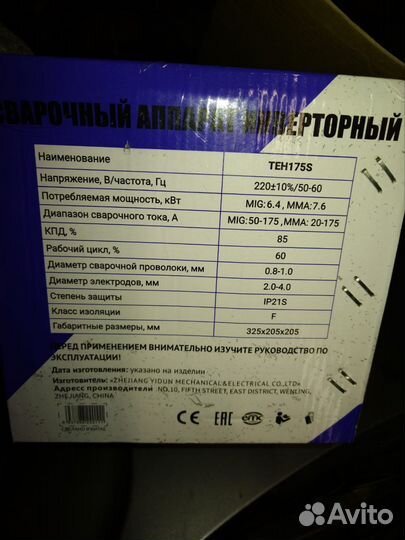 СВАРОЧНЫЙ АППАРАТ ИНВЕРТОРНЫЙ
Наименование TEH175S
Напряжение, В/частота, Гц 220±10%/50-60
Потребляемая мощность, кВт MIG:6.4, MMA:7.6
Диапазон сварочного тока, А MIG:50-175 ,MMA: 20-175
КПД, % 85
Рабочий цикл, % 60
Диаметр сварочной проволоки, мм 0.8-1.0
Диаметр электродов, мм 2.0-4.0
Степень защиты IP21S
Класс изоляции F
Габаритные размеры, мм 325x205x205
ПЕРЕД ПРИМЕНЕНИЕМ ВНИМАТЕЛЬНО ИЗУЧИТЕ РУКОВОДСТВО ПО
ЭКСПЛУАТАЦИИ!
Дата изготовления: указано на изделии
Изготовитель: «ZHEJIANG YIDUN MECHANICAL&ELECTRICAL CO.,LTD»
Адрес производителя :NO.10, FIFTH STREET, EAST DISTRICT, WENLING,
ZHEJIANG, CHINA
CE EAC
Avito